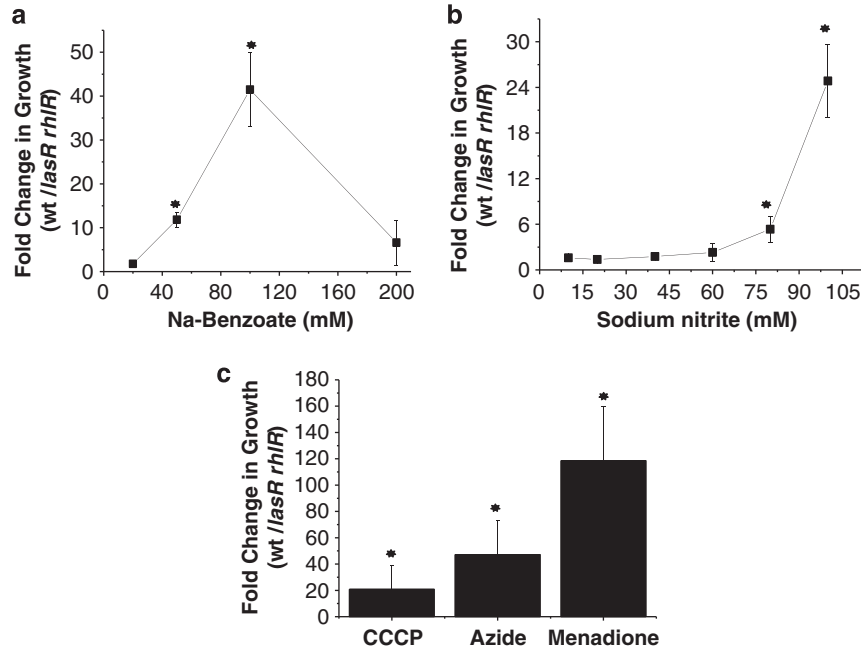 a
50
40
30
20
10
0
Fold Change in Growth
(wt /lasR rhlR)
0 40 80 120 160 200
Na-Benzoate (mM)
b
30
24
18
12
6
0
Fold Change in Growth
(wt /lasR rhlR)
0 15 30 45 60 75 90 105
Sodium nitrite (mM)
c
180
160
140
120
100
80
60
40
20
0
Fold Change in Growth
(wt /lasR rhlR)
CCCP Azide Menadione